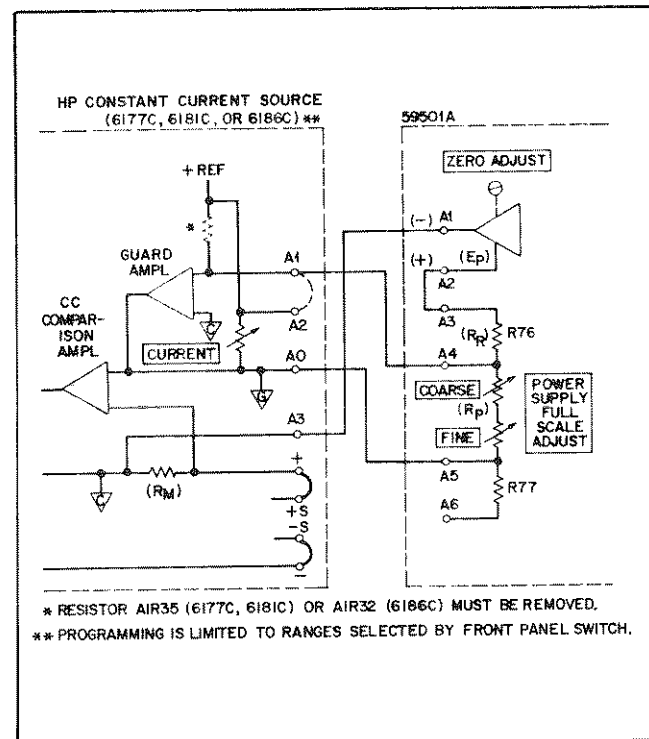 HP CONSTANT CURRENT SOURCE
(6177C, 6181C, OR 6186C) **
59501A
ZERO ADJUST
+ REF
*
GUARD
AMPL
CC
COMPAR-
ISON
AMPL
C
CURRENT
A1
A2
A0
G
A3
(RM)
C
+
+S
-S
-
(-) A1
(+) (EP)
A2
A3
(RR) R76
A4
COARSE
(RP)
FINE
POWER
SUPPLY
FULL
SCALE
ADJUST
A5
R77
A6
* RESISTOR A1R35 (6177C, 6181C) OR A1R32 (6186C) MUST BE REMOVED.
** PROGRAMMING IS LIMITED TO RANGES SELECTED BY FRONT PANEL SWITCH.